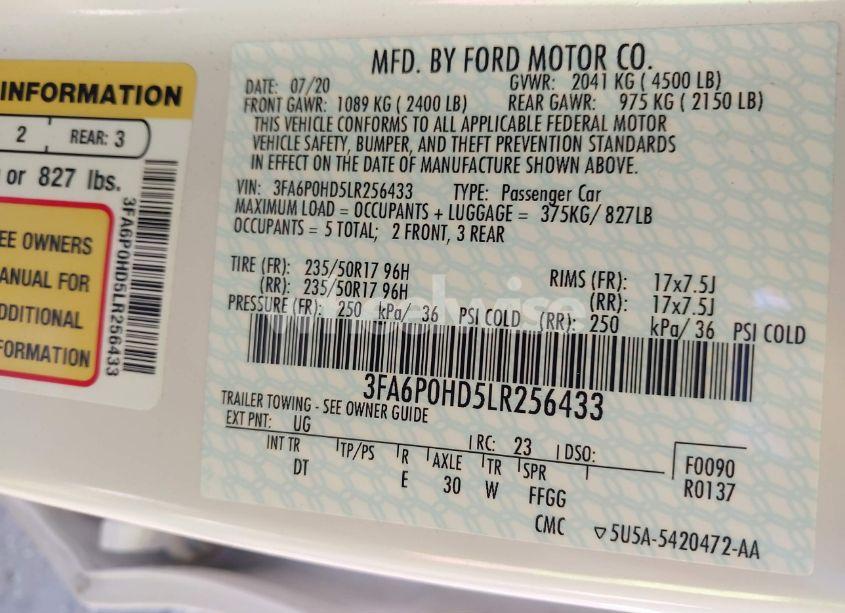 INFORMATION
2 REAR: 3
or 827 lbs.
EE OWNERS
ANUAL FOR
DDITIONAL
FORMATION
3FA6P0HD5LR256433
MFD. BY FORD MOTOR CO.
DATE: 07/20 GVWR: 2041 KG ( 4500 LB)
FRONT GAWR: 1089 KG ( 2400 LB) REAR GAWR: 975 KG ( 2150 LB)
THIS VEHICLE CONFORMS TO ALL APPLICABLE FEDERAL MOTOR
VEHICLE SAFETY, BUMPER, AND THEFT PREVENTION STANDARDS
IN EFFECT ON THE DATE OF MANUFACTURE SHOWN ABOVE.
VIN: 3FA6P0HD5LR256433 TYPE: Passenger Car
MAXIMUM LOAD = OCCUPANTS + LUGGAGE = 375KG/ 827LB
OCCUPANTS = 5 TOTAL; 2 FRONT, 3 REAR
TIRE (FR): 235/50R17 96H RIMS (FR): 17x7.5J
(RR): 235/50R17 96H (RR): 17x7.5J
PRESSURE (FR): 250 kPa/ 36 PSI COLD (RR): 250 kPa/ 36 PSI COLD
3FA6P0HD5LR256433
TRAILER TOWING - SEE OWNER GUIDE
EXT PNT: UG RC: 23 DSO:
INT TR TP/PS R AXLE TR SPR F0090
DT E 30 W FFGG R0137
CMC ▽5U5A-5420472-AA